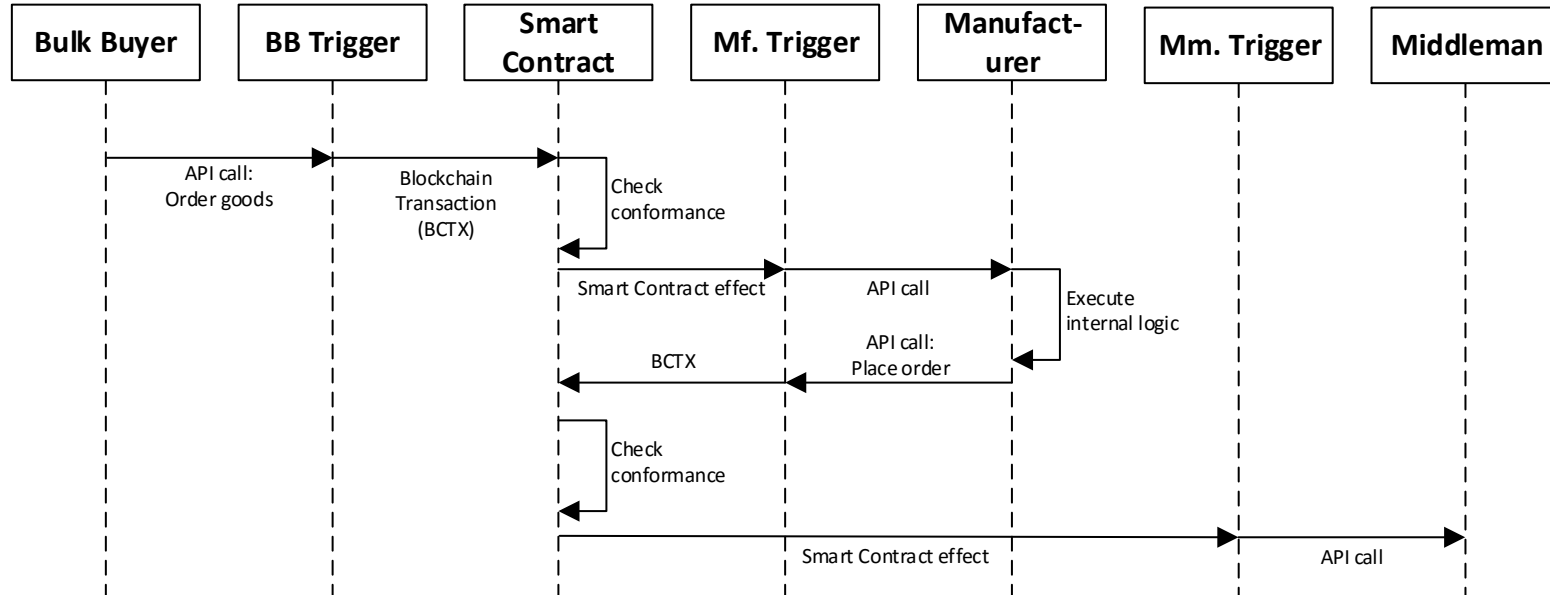 Bulk Buyer
BB Trigger
Smart
Contract
Mf. Trigger
Manufact-
urer
Mm. Trigger
Middleman
API call:
Order goods
Blockchain
Transaction
(BCTX)
Check
conformance
Smart Contract effect
API call
Execute
internal logic
BCTX
API call:
Place order
Check
conformance
Smart Contract effect
API call